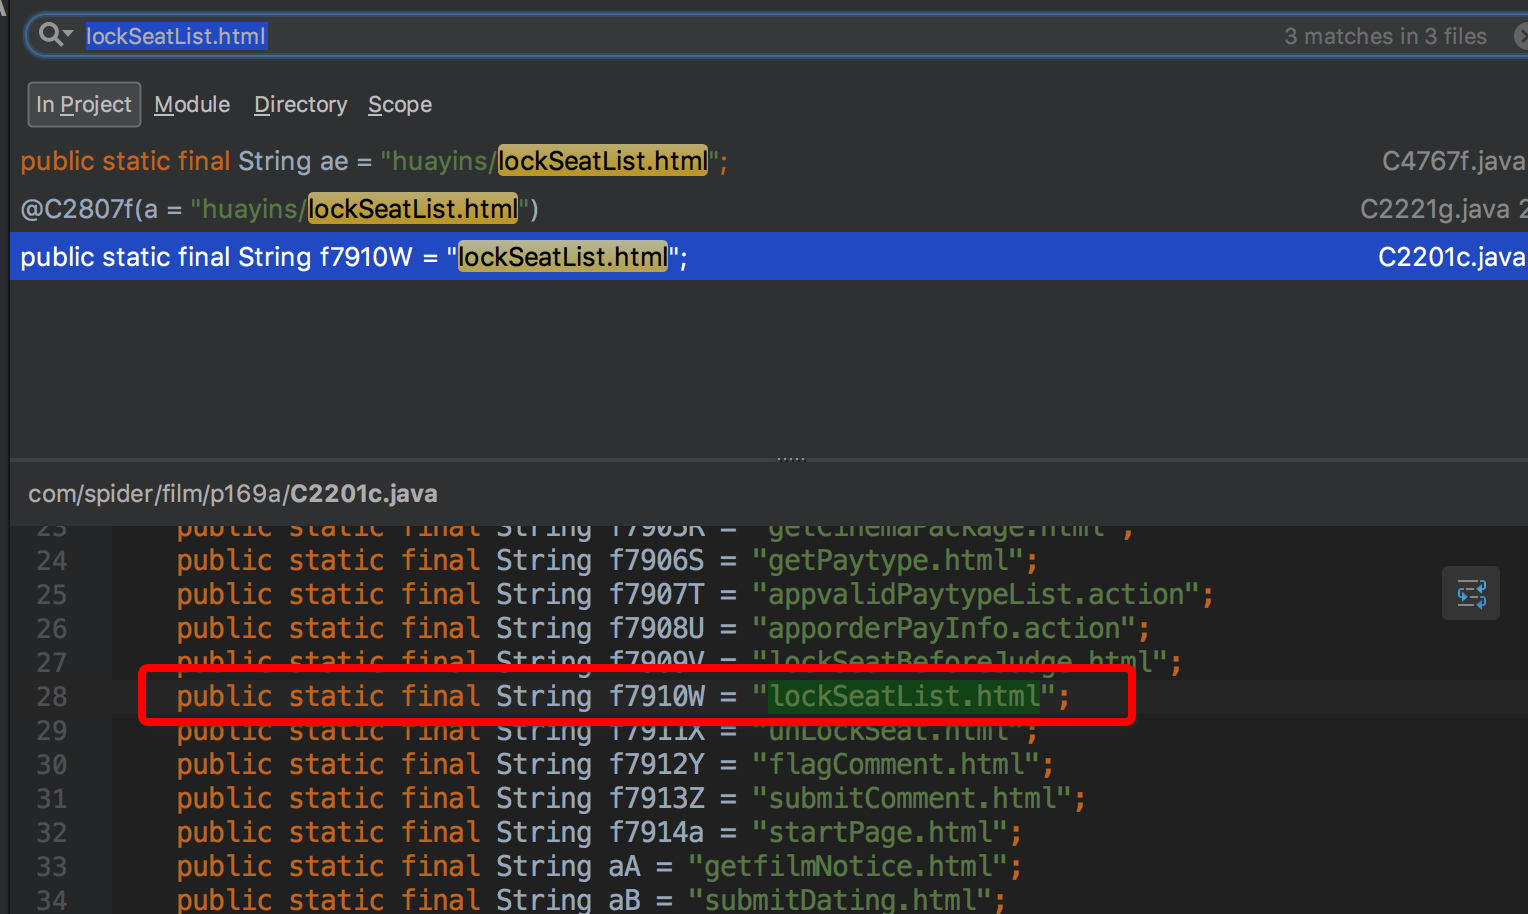 lockSeatList.html
3 matches in 3 files
In Project Module Directory Scope
public static final String ae = "huayins/lockSeatList.html"; C4767f.java
@C2807f(a = "huayins/lockSeatList.html") C2221g.java 2
public static final String f7910W = "lockSeatList.html"; C2201c.java
com/spider/film/p169a/C2201c.java
23 public static final String f7905R = "getCinemaPackage.html";
24 public static final String f7906S = "getPaytype.html";
25 public static final String f7907T = "appvalidPaytypeList.action";
26 public static final String f7908U = "apporderPayInfo.action";
27 public static final String f7909V = "lockSeatBeforeJudge.html";
28 public static final String f7910W = "lockSeatList.html";
29 public static final String f7911X = "unLockSeat.html";
30 public static final String f7912Y = "flagComment.html";
31 public static final String f7913Z = "submitComment.html";
32 public static final String f7914a = "startPage.html";
33 public static final String aA = "getfilmNotice.html";
34 public static final String aB = "submitDating.html";